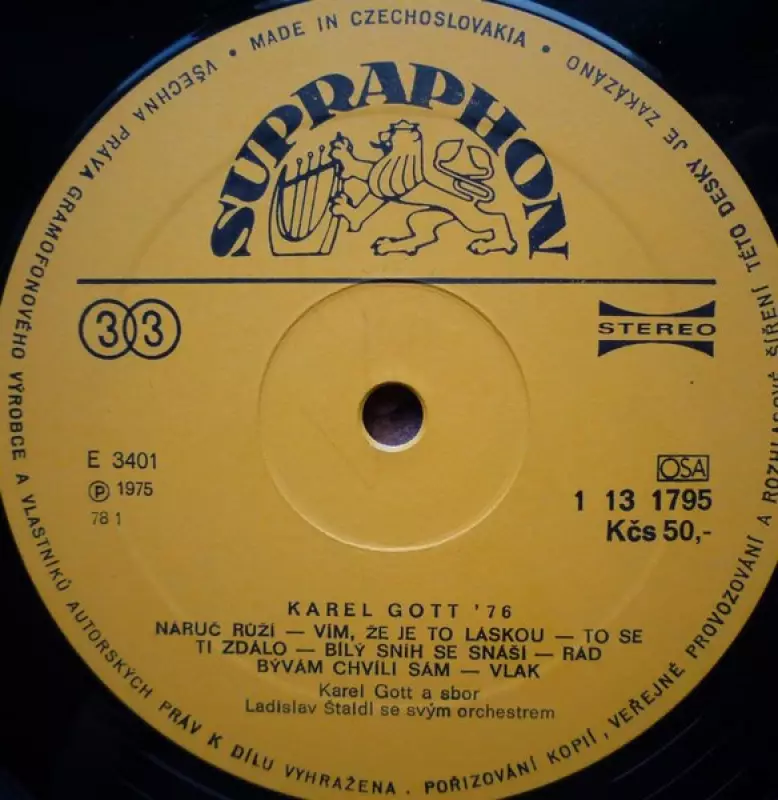 • MADE IN CZECHOSLOVAKIA •
VŠECHNA PRÁVA GRAMOFONOVÉHO VÝROBCE A VLASTNÍKŮ AUTORSKÝCH PRÁV K DÍLU VYHRAŽENA. POŘIZOVÁNÍ KOPIÍ, VEŘEJNÉ PROVOZOVÁNÍ A ROZHLASOVÉ ŠÍŘENÍ TÉTO DESKY JE ZAKÁZÁNO
SUPRAPHON
33
STEREO
E 3401
Ⓟ 1975
78 1
OSA
1 13 1795
Kčs 50,-
KAREL GOTT '76
NÁRUČ RŮŽÍ — VÍM, ŽE JE TO LÁSKOU — TO SE
TI ZDÁLO — BÍLÝ SNÍH SE SNÁŠÍ — RÁD
BÝVÁM CHVÍLI SÁM — VLAK
Karel Gott a sbor
Ladislav Štaidl se svým orchestrem